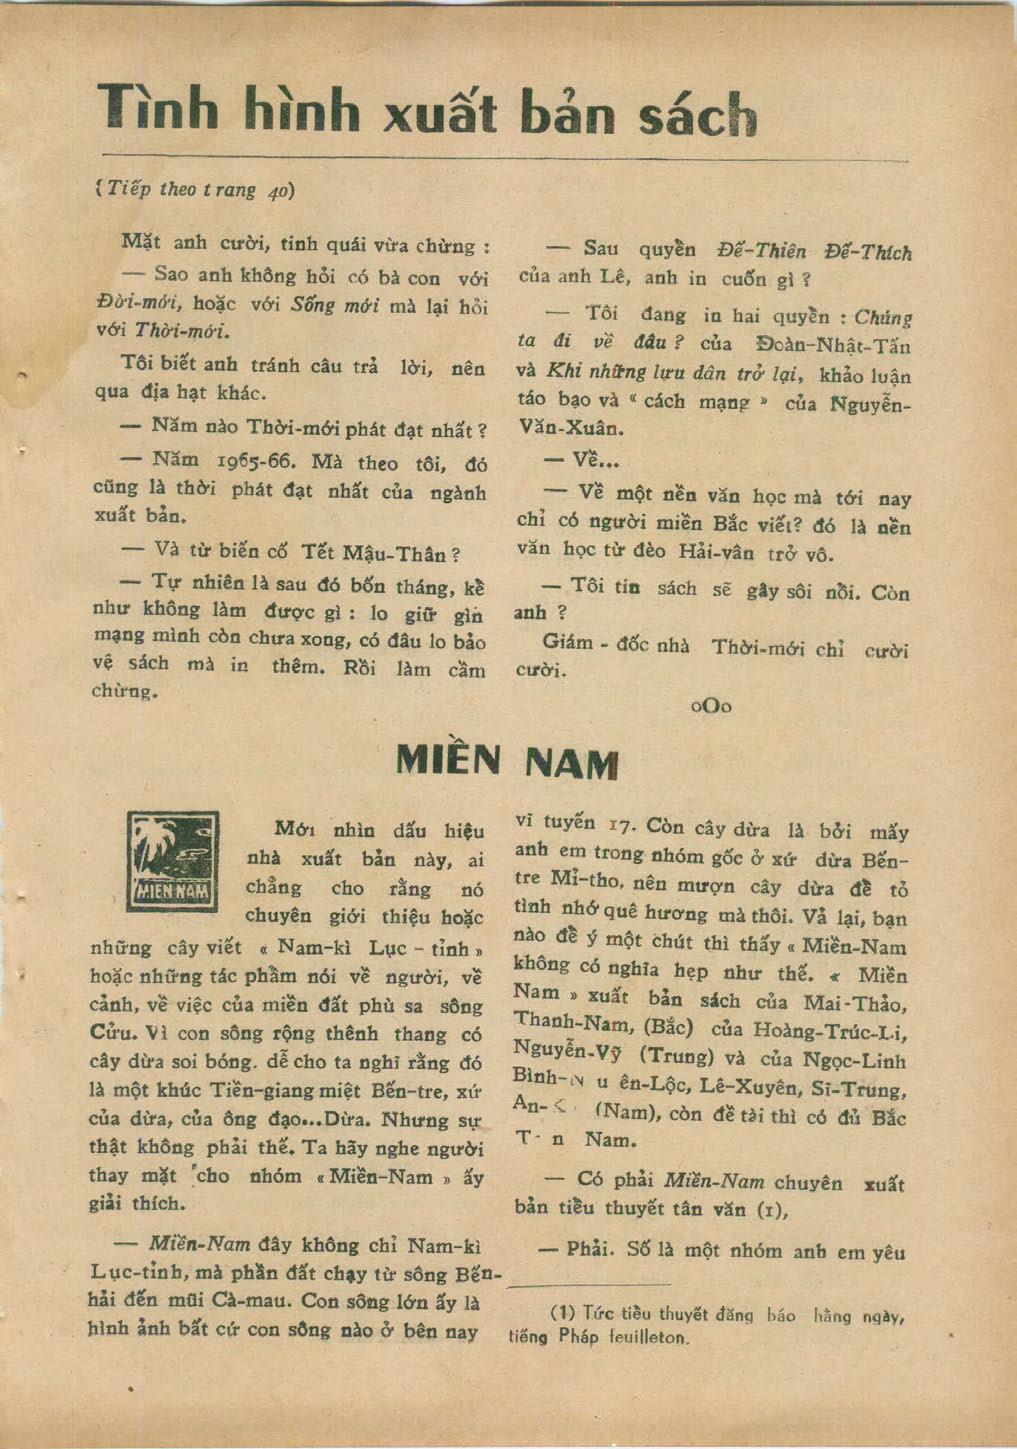 Tình hình xuất bản sách
(Tiếp theo trang 40)
Mặt anh cười, tinh quái vừa chừng :
— Sao anh không hỏi có bà con với
Đời-mới, hoặc với Sống mới mà lại hỏi
với Thời-mới.
Tôi biết anh tránh câu trả lời, nên
qua địa hạt khác.
— Năm nào Thời-mới phát đạt nhất ?
— Năm 1965-66. Mà theo tôi, đó
cũng là thời phát đạt nhất của ngành
xuất bản.
— Và từ biến cố Tết Mậu-Thân ?
— Tự nhiên là sau đó bốn tháng, kể
như không làm được gì : lo giữ gìn
mạng mình còn chưa xong, có đâu lo bảo
vệ sách mà in thêm. Rồi làm cầm
chừng.
— Sau quyển Đế-Thiên Đế-Thích
của anh Lê, anh in cuốn gì ?
— Tôi đang in hai quyển : Chúng
ta đi về đâu ? của Đoàn-Nhật-Tấn
và Khi những lưu dân trở lại, khảo luận
táo bạo và « cách mạng » của Nguyễn-
Văn-Xuân.
— Về...
— Về một nền văn học mà tới nay
chỉ có người miền Bắc viết? đó là nền
văn học từ đèo Hải-vân trở vô.
— Tôi tin sách sẽ gây sôi nổi. Còn
anh ?
Giám - đốc nhà Thời-mới chỉ cười
cười.
oOo
MIỀN NAM
MIỀN NAM
Mới nhìn dấu hiệu
nhà xuất bản này, ai
chẳng cho rằng nó
chuyên giới thiệu hoặc
những cây viết « Nam-kì Lục - tỉnh »
hoặc những tác phẩm nói về người, về
cảnh, về việc của miền đất phù sa sông
Cửu. Vì con sông rộng thênh thang có
cây dừa soi bóng. dễ cho ta nghĩ rằng đó
là một khúc Tiền-giang miệt Bến-tre, xứ
của dừa, của ông đạo...Dừa. Nhưng sự
thật không phải thế. Ta hãy nghe người
thay mặt cho nhóm « Miền-Nam » ấy
giải thích.
— Miền-Nam đây không chỉ Nam-kì
Lục-tỉnh, mà phần đất chạy từ sông Bến-
hải đến mũi Cà-mau. Con sông lớn ấy là
hình ảnh bất cứ con sông nào ở bên nay
vĩ tuyến 17. Còn cây dừa là bởi mấy
anh em trong nhóm gốc ở xứ dừa Bến-
tre Mĩ-tho, nên mượn cây dừa để tỏ
tình nhớ quê hương mà thôi. Vả lại, bạn
nào để ý một chút thì thấy « Miền-Nam
không có nghĩa hẹp như thế. « Miền
Nam » xuất bản sách của Mai-Thảo,
Thanh-Nam, (Bắc) của Hoàng-Trúc-Li,
Nguyễn-Vỹ (Trung) và của Ngọc-Linh
Bình- u ên-Lộc, Lê-Xuyên, Sĩ-Trung,
An- (Nam), còn đề tài thì có đủ Bắc
T n Nam.
— Có phải Miền-Nam chuyên xuất
bản tiểu thuyết tân văn (1),
— Phải. Số là một nhóm anh em yêu
(1) Tức tiểu thuyết đăng báo hằng ngày,
tiếng Pháp feuilleton.